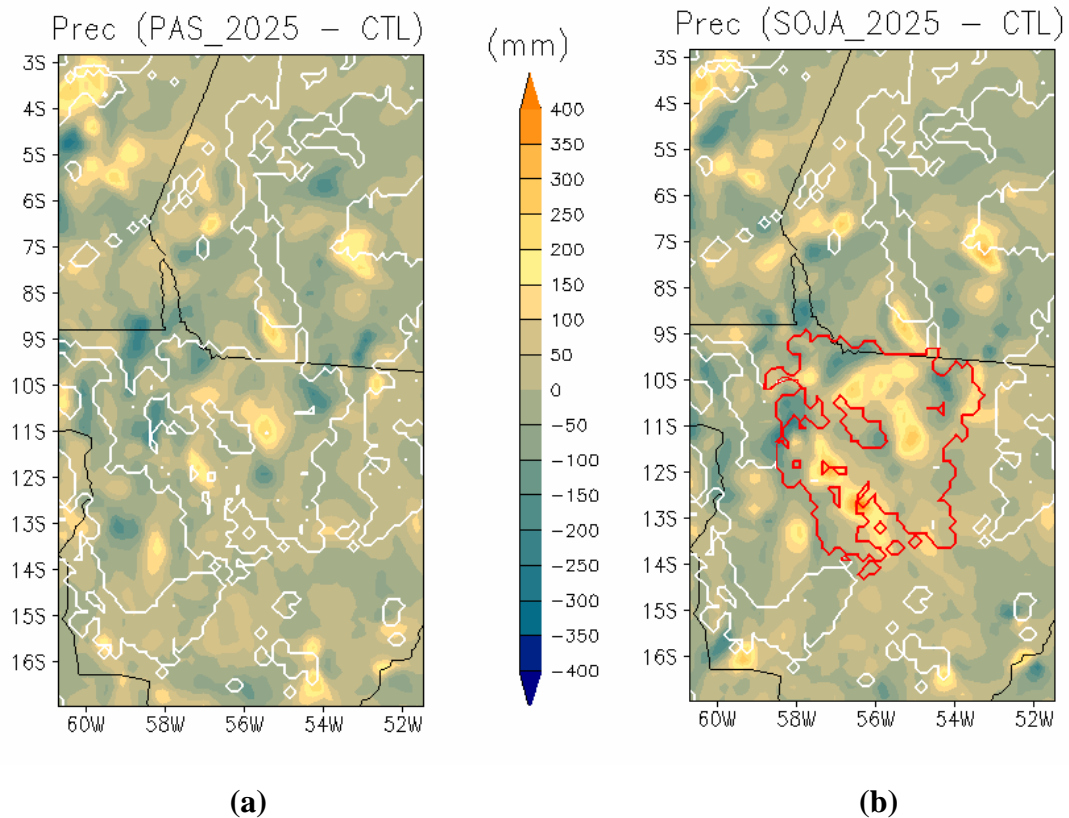 Prec (PAS_2025 - CTL)
3S
4S
5S
6S
7S
8S
9S
10S
11S
12S
13S
14S
15S
16S
60W 58W 56W 54W 52W
(a)
(mm)
400
350
300
250
200
150
100
50
0
-50
-100
-150
-200
-250
-300
-350
-400
Prec (SOJA_2025 - CTL)
3S
4S
5S
6S
7S
8S
9S
10S
11S
12S
13S
14S
15S
16S
60W 58W 56W 54W 52W
(b)